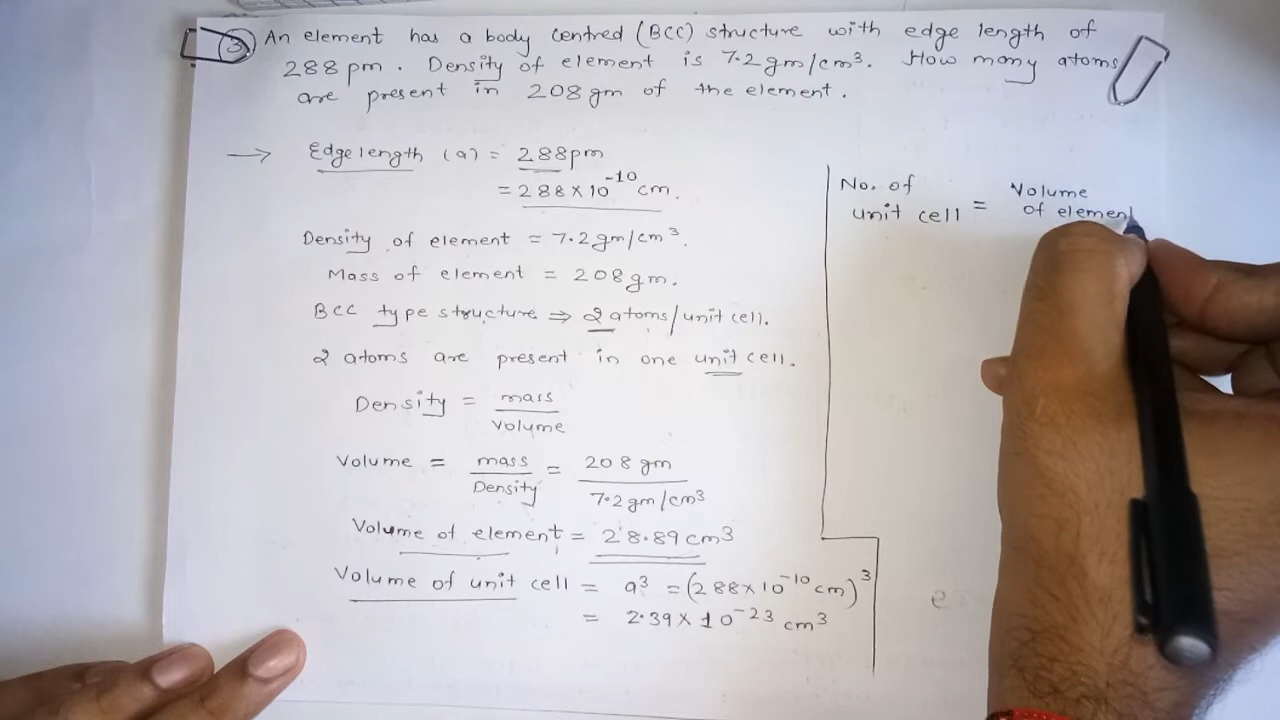 3 An element has a body centred (BCC) structure with edge length of
288 pm. Density of element is 7.2 gm/cm³. How many atoms
are present in 208 gm of the element.
→ Edge length (a) = 288 pm
= 288 × 10⁻¹⁰ cm.
Density of element = 7.2 gm/cm³.
Mass of element = 208 gm.
BCC type structure ⇒ 2 atoms/unit cell.
2 atoms are present in one unit cell.
Density = mass
volume
Volume = mass = 208 gm
Density 7.2 gm/cm³
Volume of element = 28.89 cm³
Volume of unit cell = a³ = (288 × 10⁻¹⁰ cm)³
= 2.39 × 10⁻²³ cm³
No. of
unit cell = Volume
of element